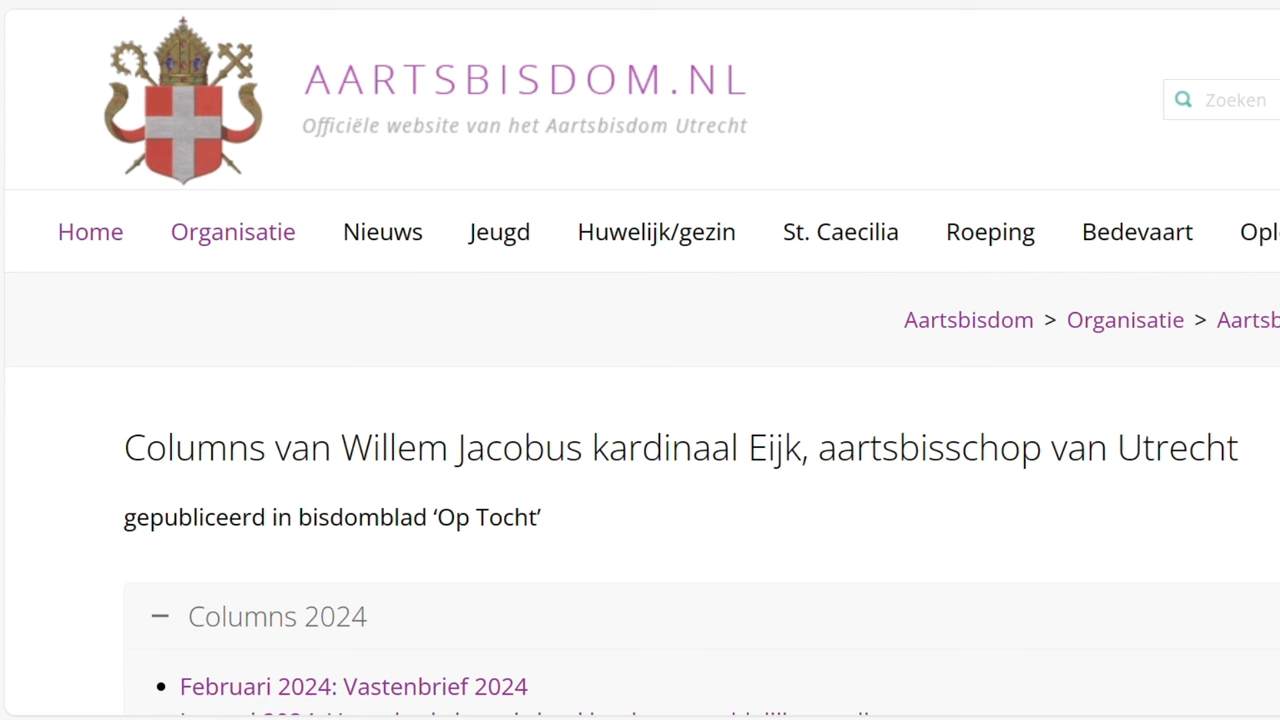 AARTSBISDOM.NL
Officiële website van het Aartsbisdom Utrecht
Zoeken
Home Organisatie Nieuws Jeugd Huwelijk/gezin St. Caecilia Roeping Bedevaart Opl
Aartsbisdom > Organisatie > Aartsb
Columns van Willem Jacobus kardinaal Eijk, aartsbisschop van Utrecht
gepubliceerd in bisdomblad ‘Op Tocht’
− Columns 2024
• Februari 2024: Vastenbrief 2024